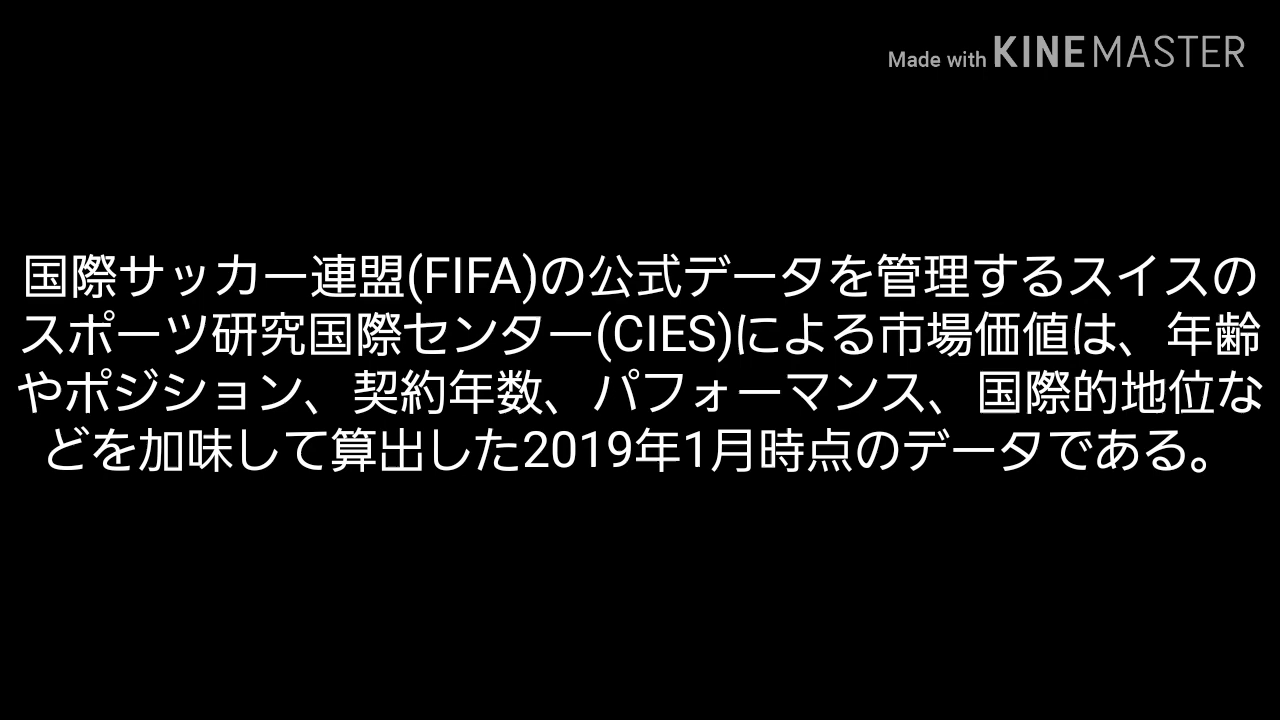 Made with KINEMASTER
国際サッカー連盟(FIFA)の公式データを管理するスイスの
スポーツ研究国際センター(CIES)による市場価値は、年齢
やポジション、契約年数、パフォーマンス、国際的地位な
どを加味して算出した2019年1月時点のデータである。